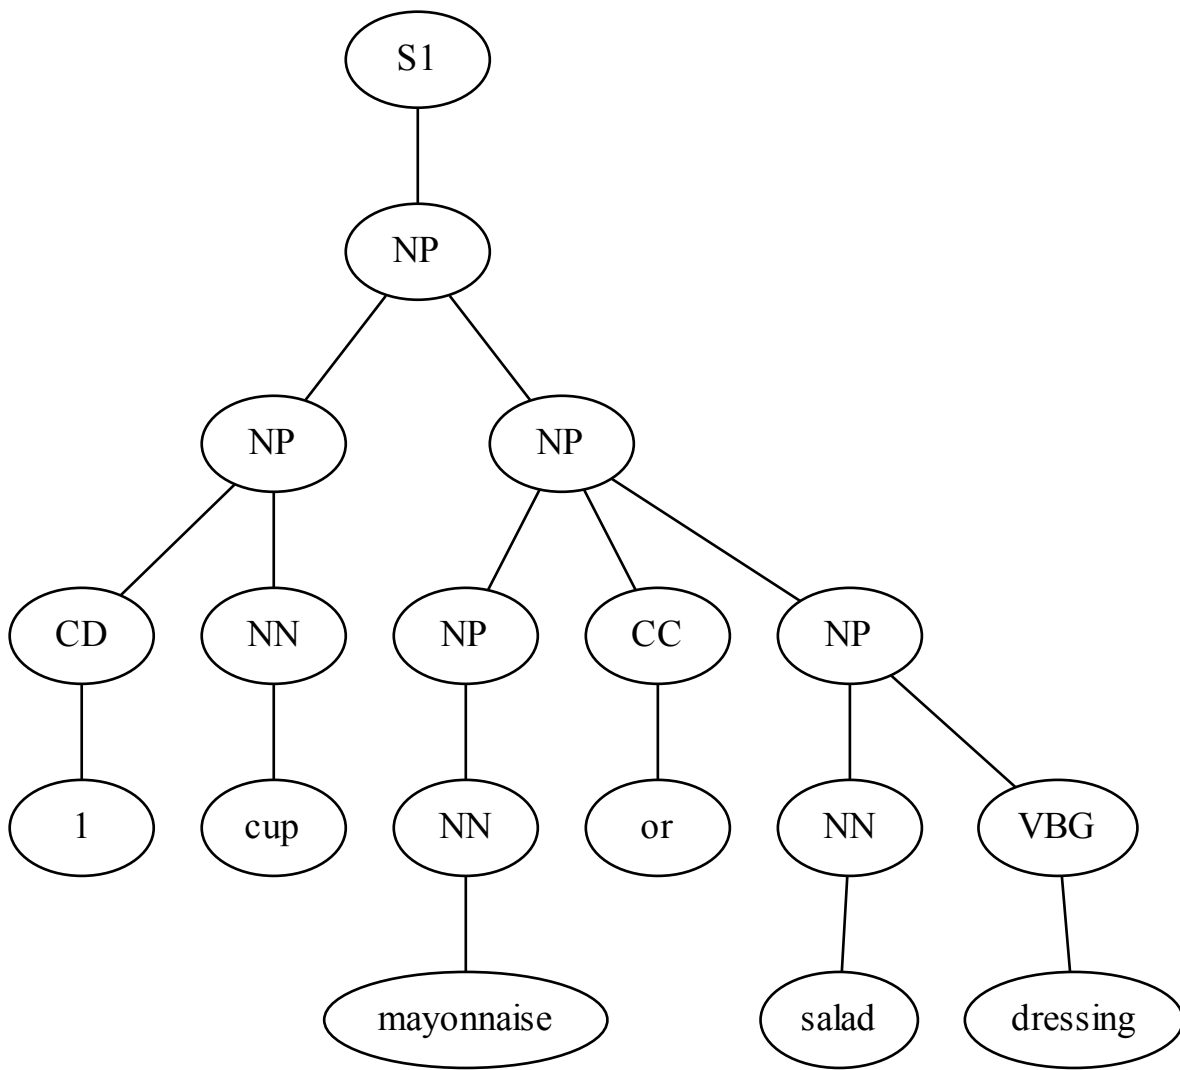 S1
NP
NP NP
CD NN NP CC NP
1 cup NN or NN VBG
mayonnaise salad dressing